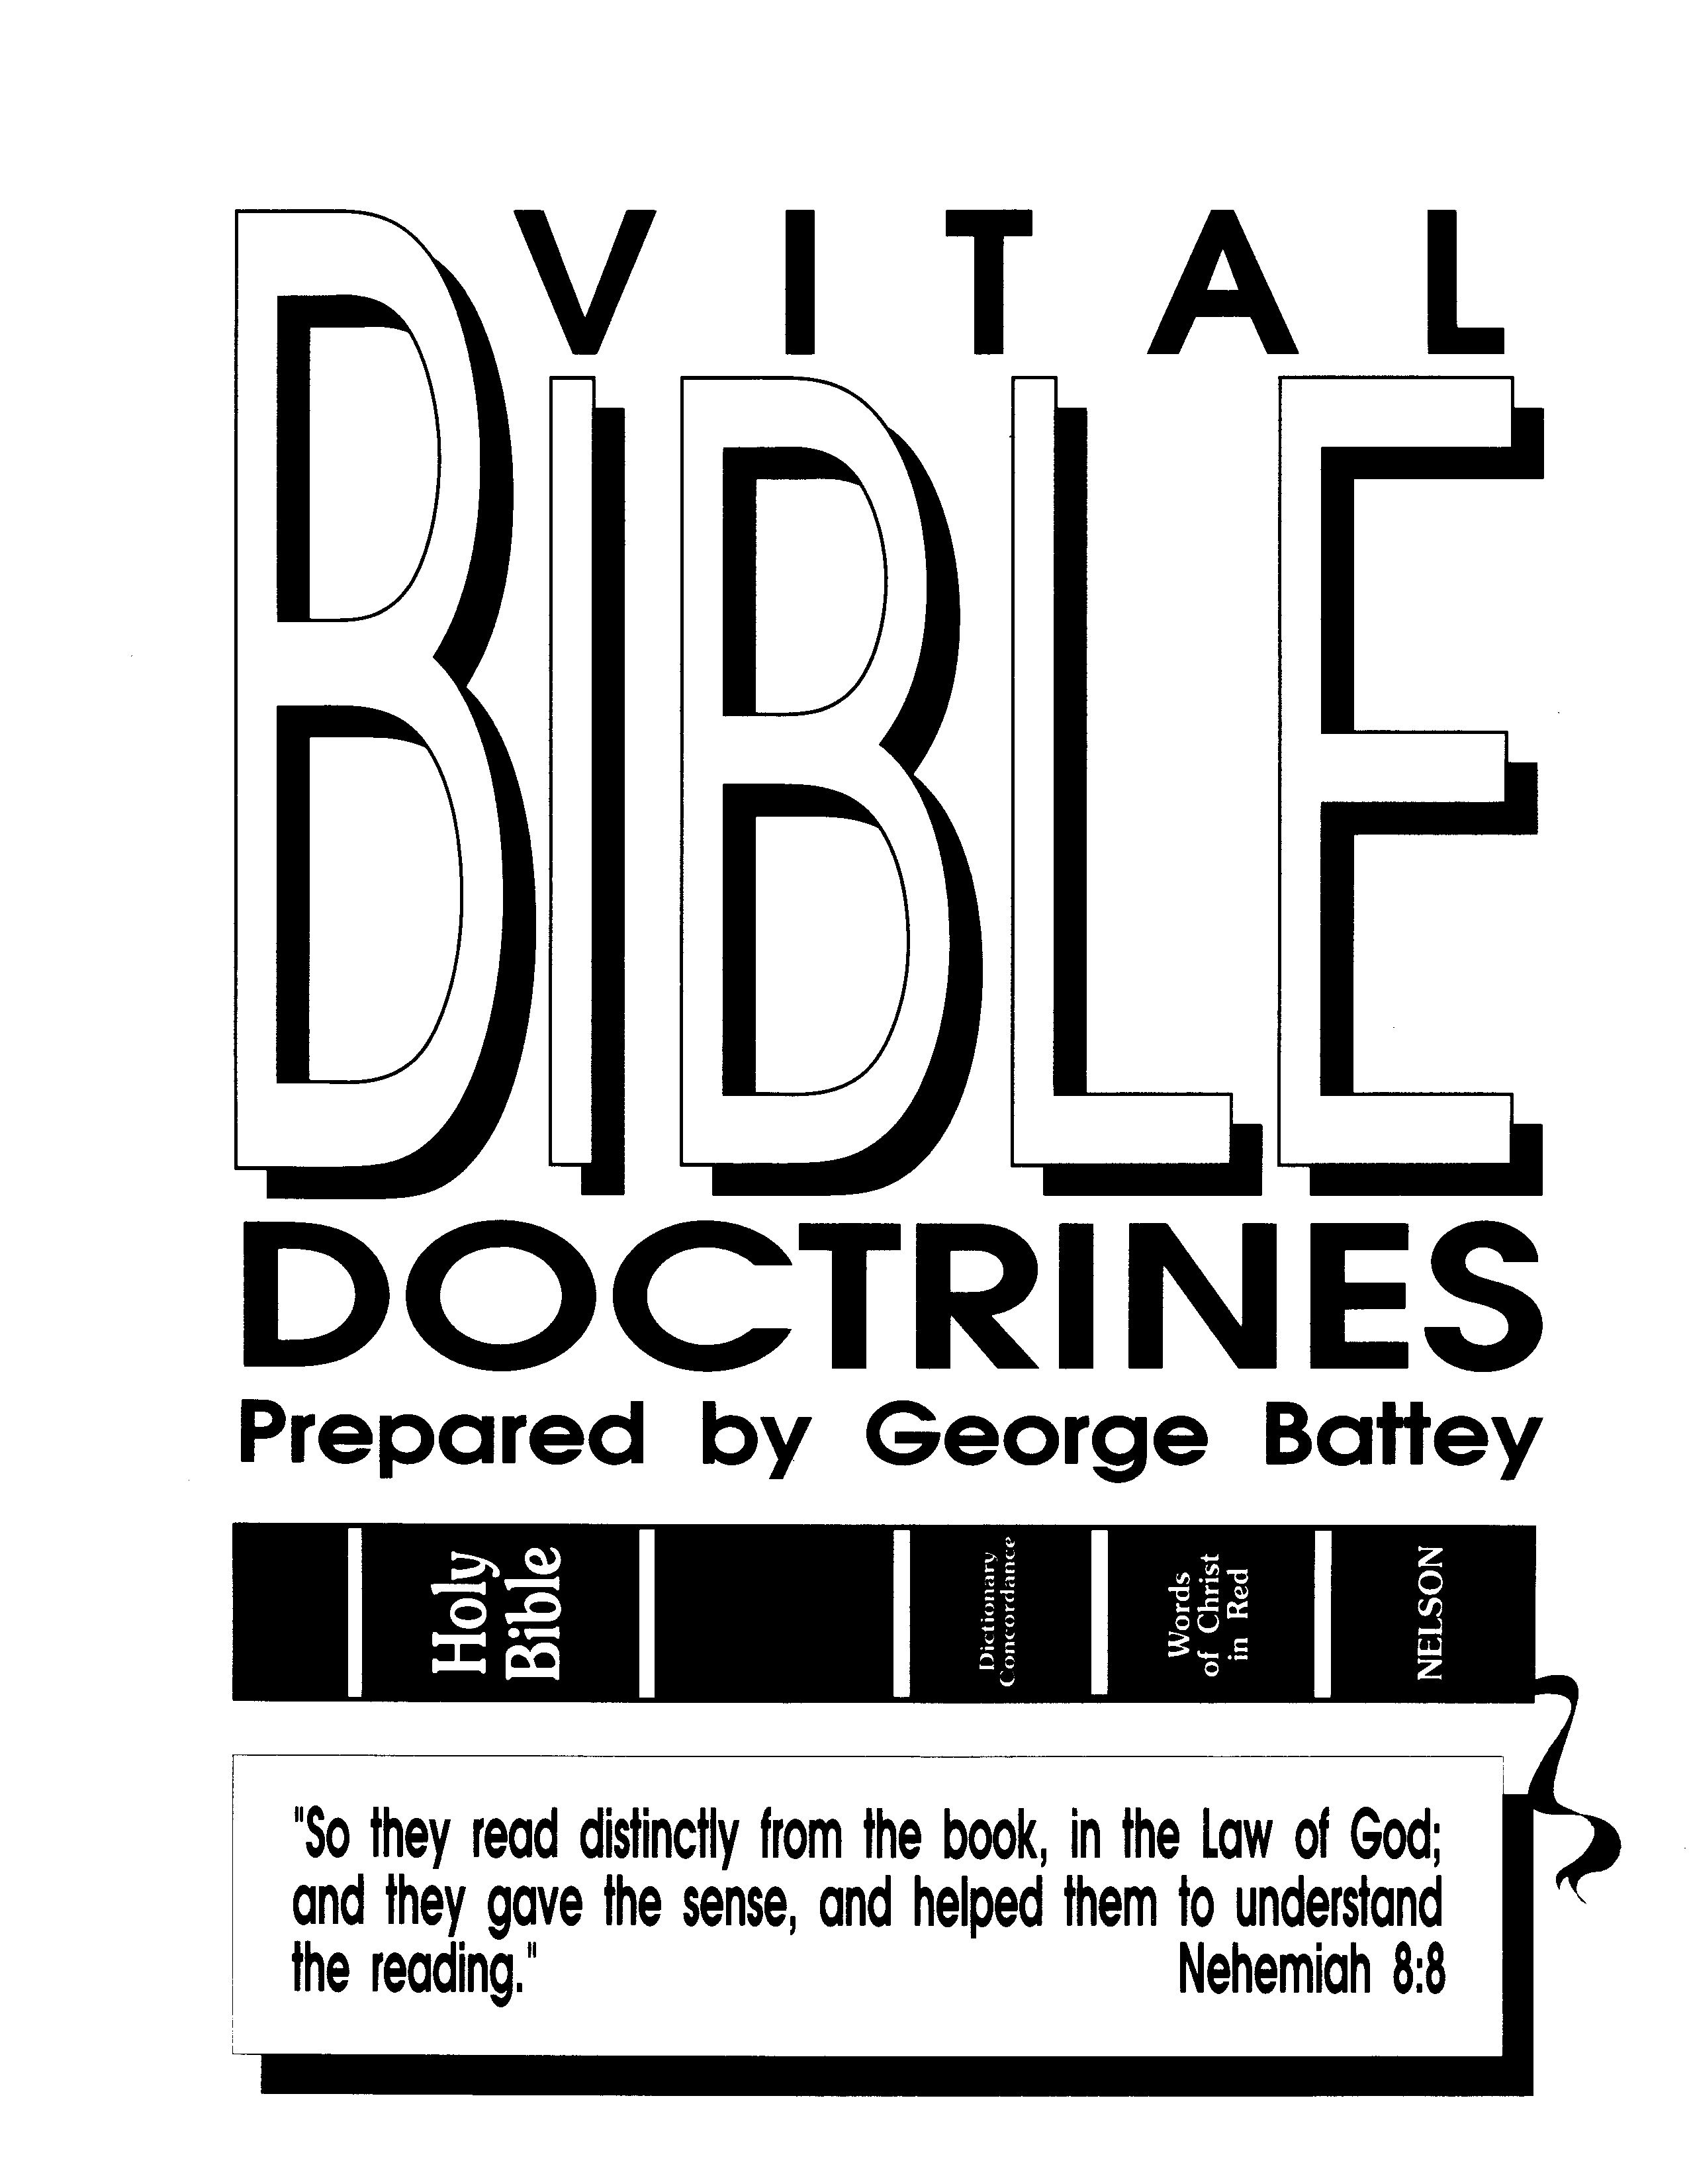 VITAL
BIBLE
DOCTRINES
Prepared by George Battey
Holy
Bible
Dictionary
Concordance
Words
of Christ
in Red
NELSON
"So they read distinctly from the book, in the Law of God;
and they gave the sense, and helped them to understand
the reading." Nehemiah 8:8